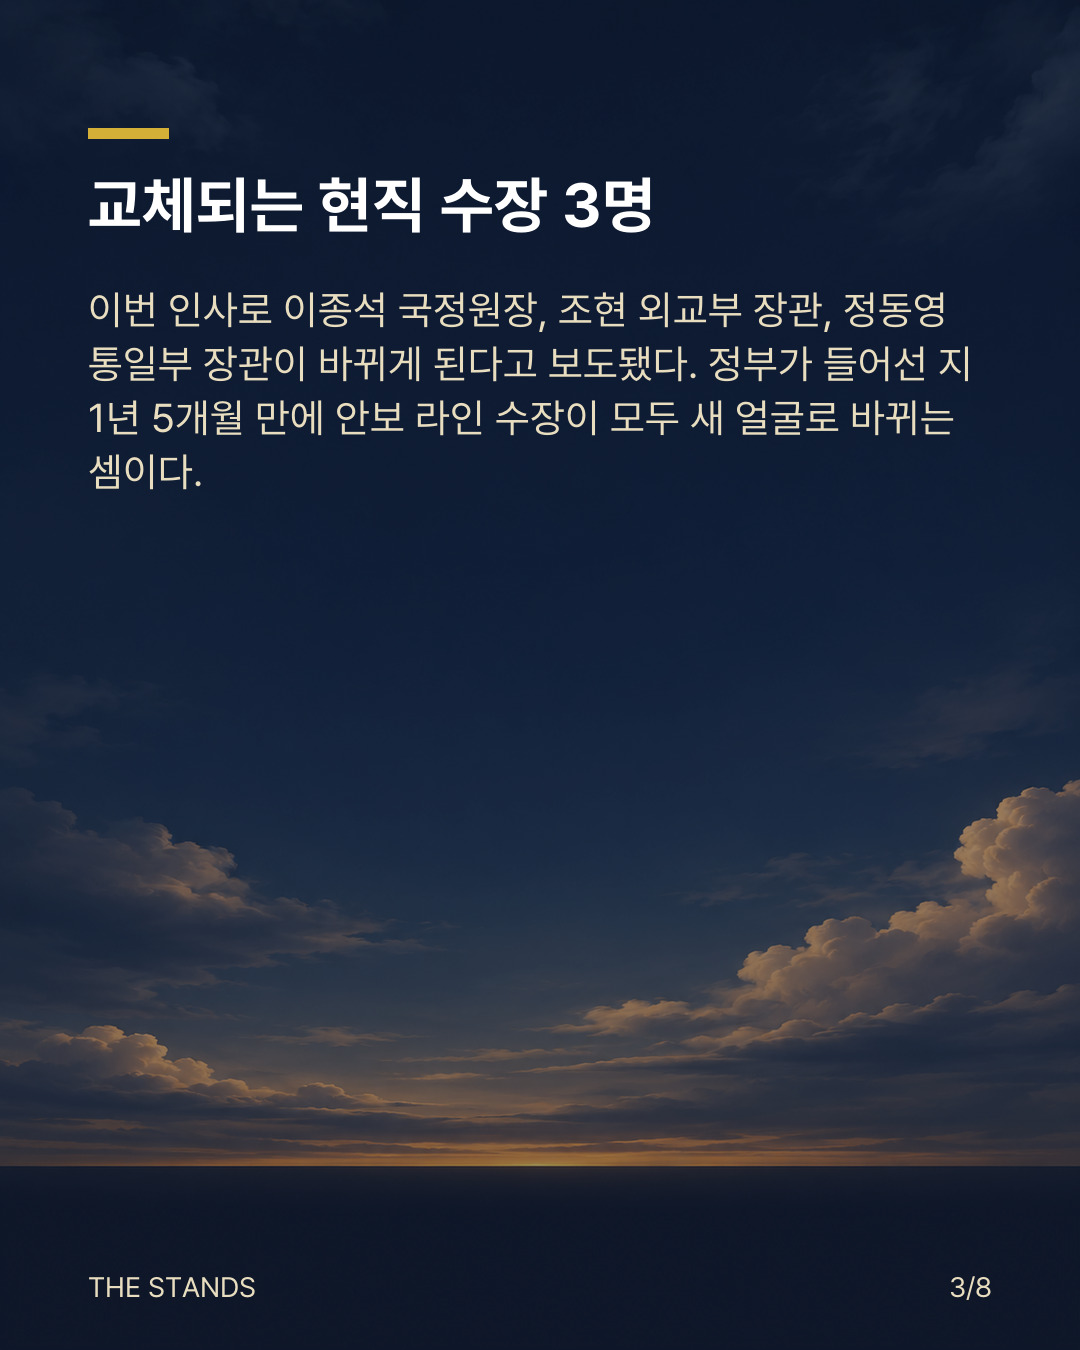 교체되는 현직 수장 3명
이번 인사로 이종석 국정원장, 조현 외교부 장관, 정동영
통일부 장관이 바뀌게 된다고 보도됐다. 정부가 들어선 지
1년 5개월 만에 안보 라인 수장이 모두 새 얼굴로 바뀌는
셈이다.
THE STANDS
3/8